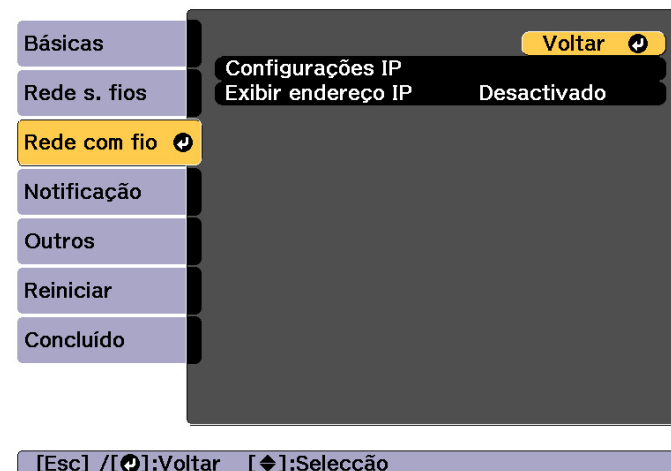 Básicas
Rede s. fios
Rede com fio
Notificação
Outros
Reiniciar
Concluído
Voltar
Configurações IP
Exibir endereço IP Desactivado
[Esc] /[↵]:Voltar [◆]:Selecção